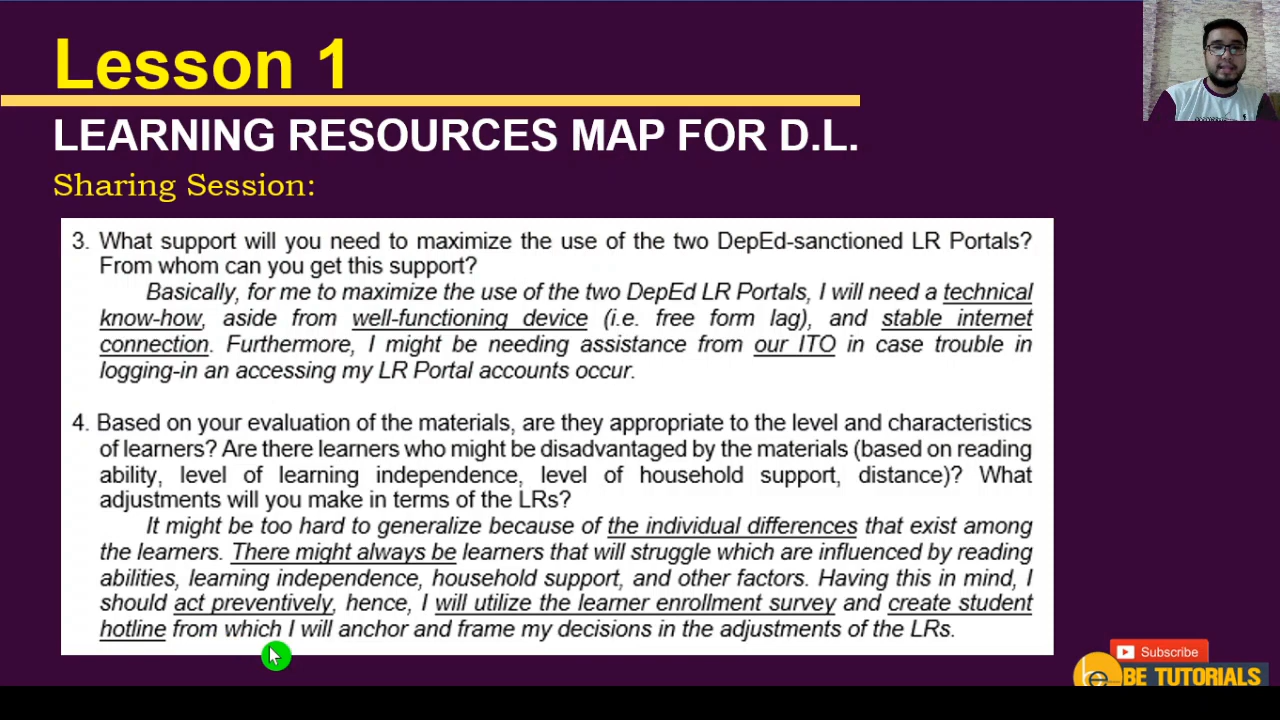 Lesson 1
LEARNING RESOURCES MAP FOR D.L.
Sharing Session:
3. What support will you need to maximize the use of the two DepEd-sanctioned LR Portals?
From whom can you get this support?
Basically, for me to maximize the use of the two DepEd LR Portals, I will need a technical
know-how, aside from well-functioning device (i.e. free form lag), and stable internet
connection. Furthermore, I might be needing assistance from our ITO in case trouble in
logging-in an accessing my LR Portal accounts occur.
4. Based on your evaluation of the materials, are they appropriate to the level and characteristics
of learners? Are there learners who might be disadvantaged by the materials (based on reading
ability, level of learning independence, level of household support, distance)? What
adjustments will you make in terms of the LRs?
It might be too hard to generalize because of the individual differences that exist among
the learners. There might always be learners that will struggle which are influenced by reading
abilities, learning independence, household support, and other factors. Having this in mind, I
should act preventively, hence, I will utilize the learner enrollment survey and create student
hotline from which I will anchor and frame my decisions in the adjustments of the LRs.
Subscribe
be BE TUTORIALS